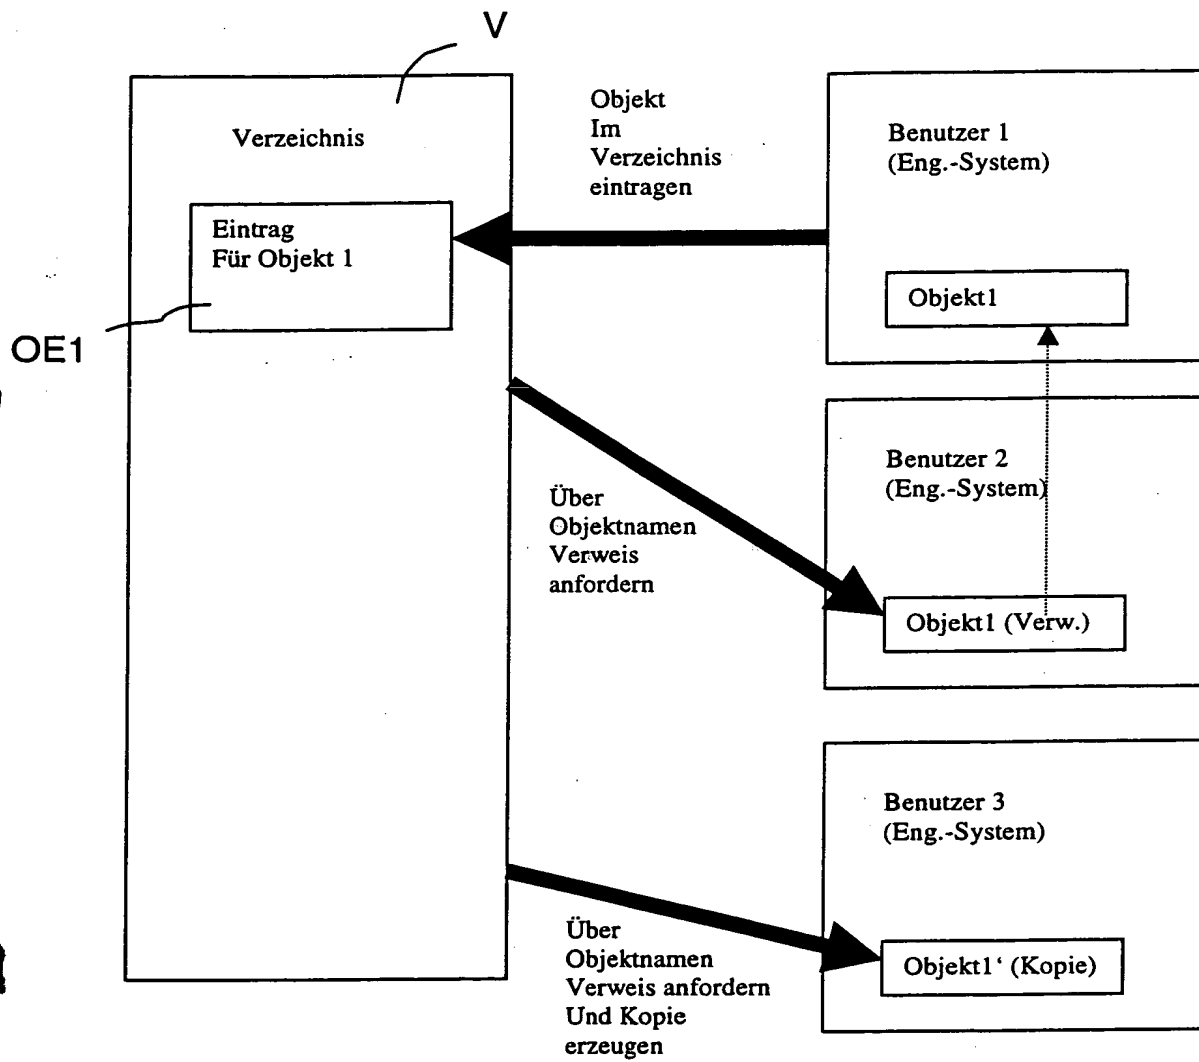 V
Verzeichnis
Eintrag
Für Objekt 1
OE1
Objekt
Im
Verzeichnis
eintragen
Benutzer 1
(Eng.-System)
Objekt1
Über
Objektnamen
Verweis
anfordern
Benutzer 2
(Eng.-System)
Objekt1 (Verw.)
Über
Objektnamen
Verweis anfordern
Und Kopie
erzeugen
Benutzer 3
(Eng.-System)
Objekt1‘ (Kopie)